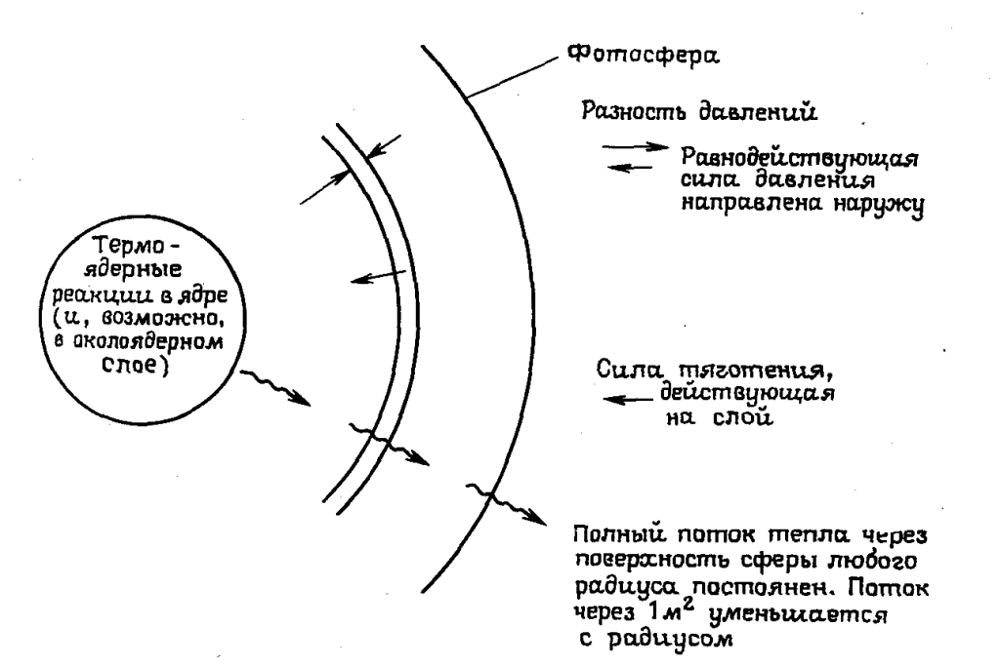 Фотосфера
Разность давлений
Равнодействующая
сила давления
направлена наружу
Термо-
ядерные
реакции в ядре
(и, возможно,
в околоядерном
слое)
Сила тяготения,
действующая
на слой
Полный поток тепла через
поверхность сферы любого
радиуса постоянен. Поток
через 1м² уменьшается
с радиусом